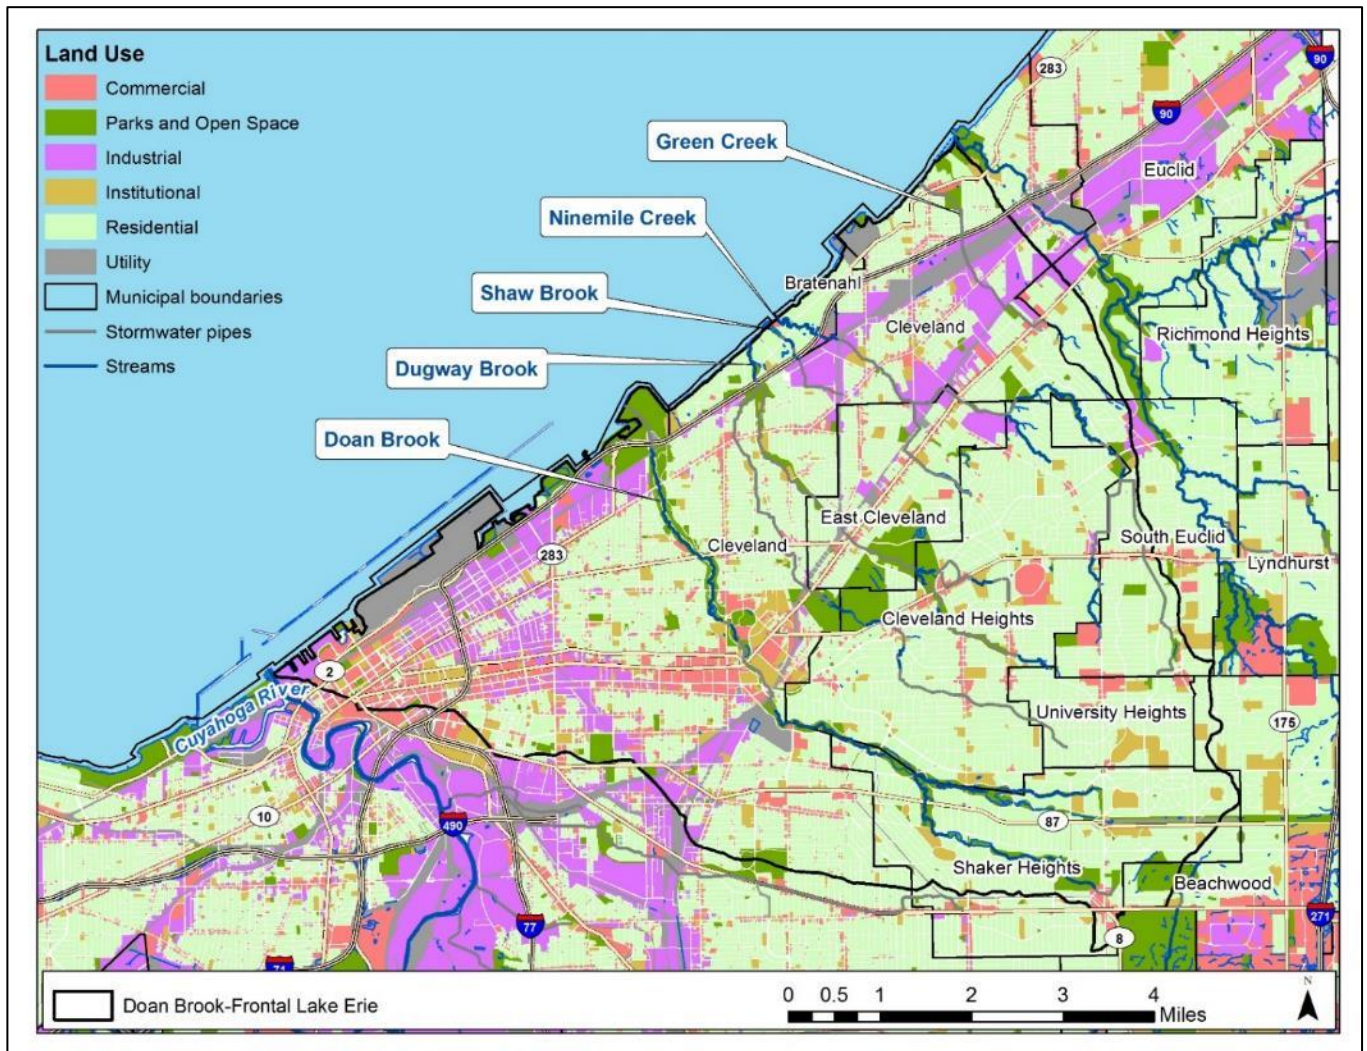 Land Use
Commercial
Parks and Open Space
Industrial
Institutional
Residential
Utility
Municipal boundaries
Stormwater pipes
Streams
283
90
90
Green Creek
Euclid
Ninemile Creek
Bratenahl
Shaw Brook
Cleveland
Richmond Heights
Dugway Brook
Doan Brook
East Cleveland
283
Cleveland
South Euclid
Lyndhurst
Cleveland Heights
2
Cuyahoga River
University Heights
175
10
490
87
Shaker Heights
Beachwood
77
8
271
71
Doan Brook-Frontal Lake Erie
0 0.5 1 2 3 4
Miles
N